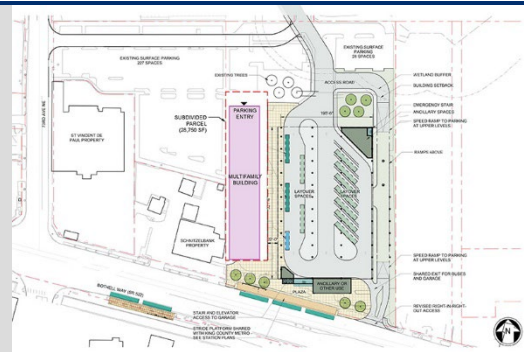 EXISTING SURFACE PARKING
227 SPACES
EXISTING SURFACE
PARKING
EXISTING TREES
ACCESS ROAD
WETLAND BUFFER
BUILDING SETBACK
EMERGENCY STAIR
ANCILLARY SPACES
SPEED RAMP TO PARKING
AT UPPER LEVELS
RAMPS ABOVE
PARKING
ENTRY
SUBDIVIDED
PARCEL
(28,750 SF)
ST VINCENT DE
PAUL PROPERTY
MULTIFAMILY
BUILDING
LAYOVER
SPACES
LAYOVER
SPACES
PROPERTY
SPEED RAMP TO PARKING
AT UPPER LEVELS
SHARED EXIT FOR BUSES
AND GARAGE
ANCILLARY OR
OTHER USE
PLAZA
REVISED RIGHT-IN-RIGHT-
OUT ACCESS
BOTHELL WAY (SR 522)
STAIR AND ELEVATOR
ACCESS TO GARAGE
STRIDE PLATFORM SHARED
WITH KING COUNTY METRO
SEE STATION PLANS
N